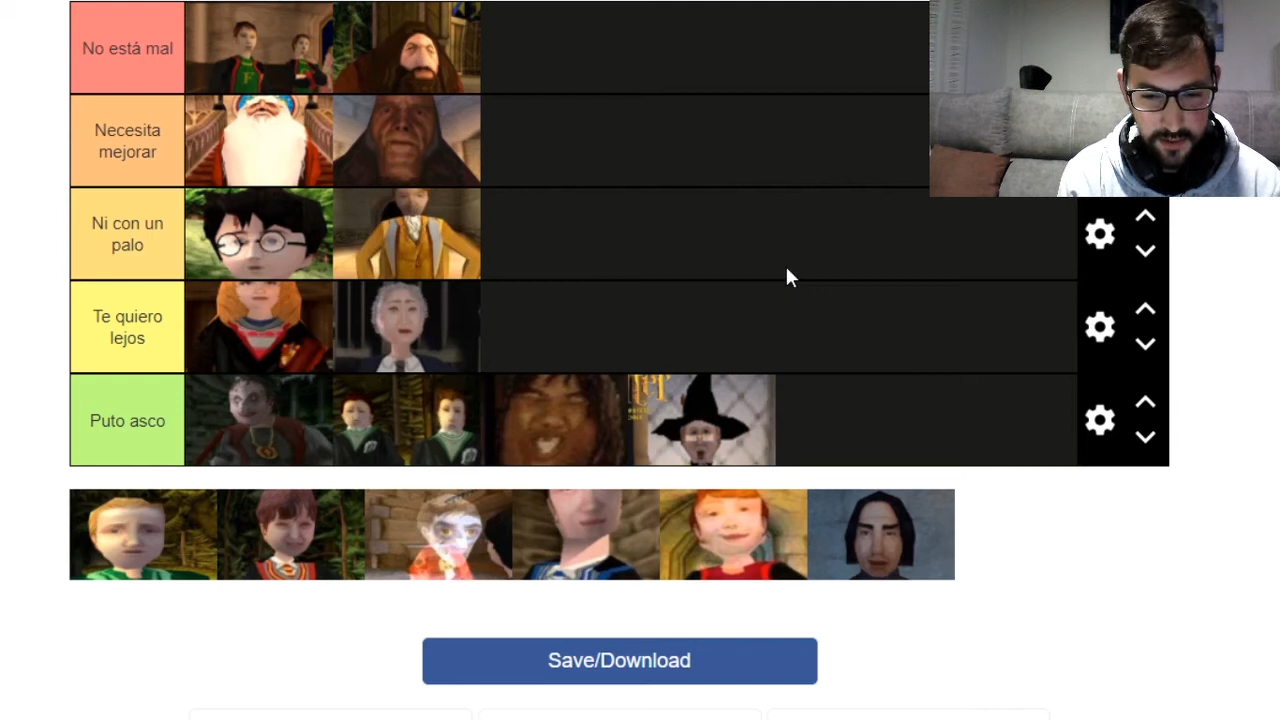 No está mal
Necesita
mejorar
Ni con un
palo
Te quiero
lejos
Puto asco
F
Save/Download